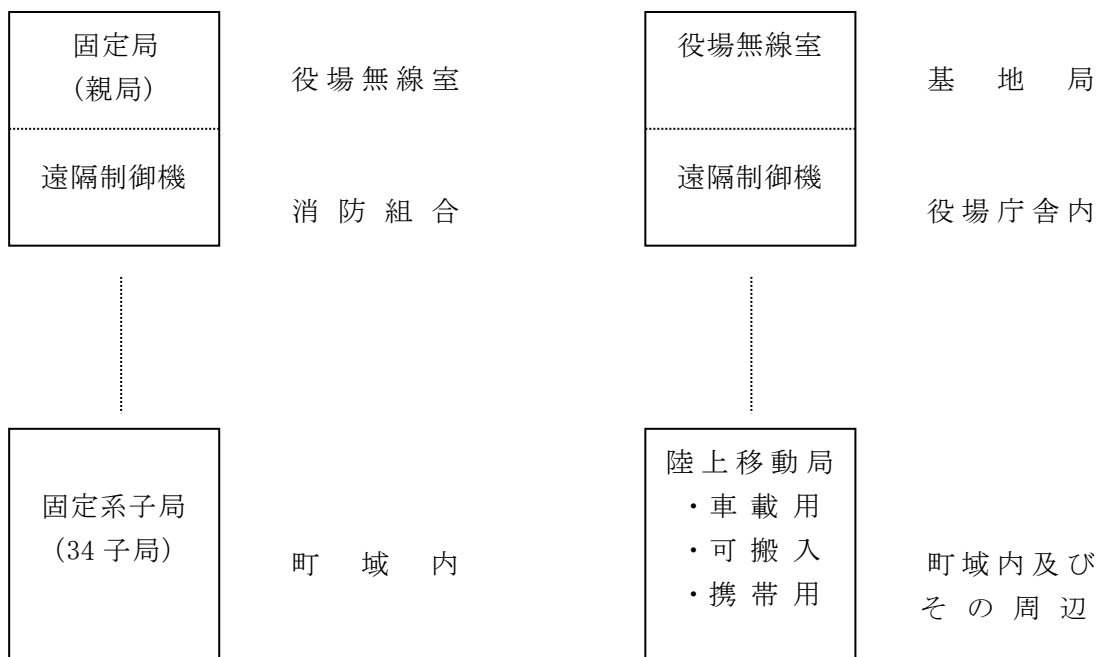 固定局
(親局)
役場無線室
遠隔制御機
消防組合
役場無線室
基地局
遠隔制御機
役場庁舎内
固定系子局
(34 子局)
町域内
陸上移動局
・車載用
・可搬入
・携帯用
町域内及び
その周辺